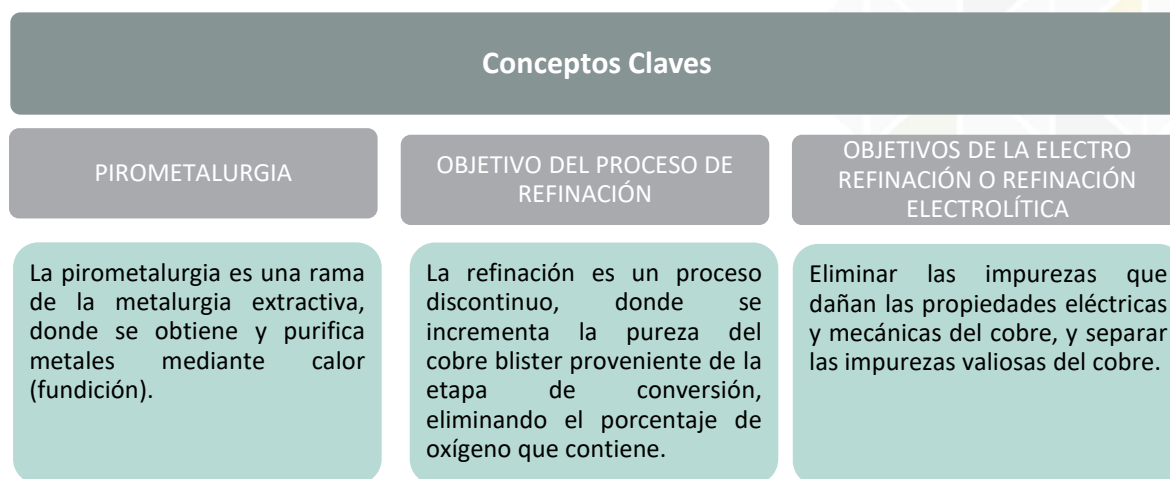 Conceptos Claves
PIROMETALURGIA
La pirometalurgia es una rama
de la metalurgia extractiva,
donde se obtiene y purifica
metales mediante calor
(fundición).
OBJETIVO DEL PROCESO DE
REFINACIÓN
La refinación es un proceso
discontinuo, donde se
incrementa la pureza del
cobre blister proveniente de la
etapa de conversión,
eliminando el porcentaje de
oxígeno que contiene.
OBJETIVOS DE LA ELECTRO
REFINACIÓN O REFINACIÓN
ELECTROLÍTICA
Eliminar las impurezas que
dañan las propiedades eléctricas
y mecánicas del cobre, y separar
las impurezas valiosas del cobre.